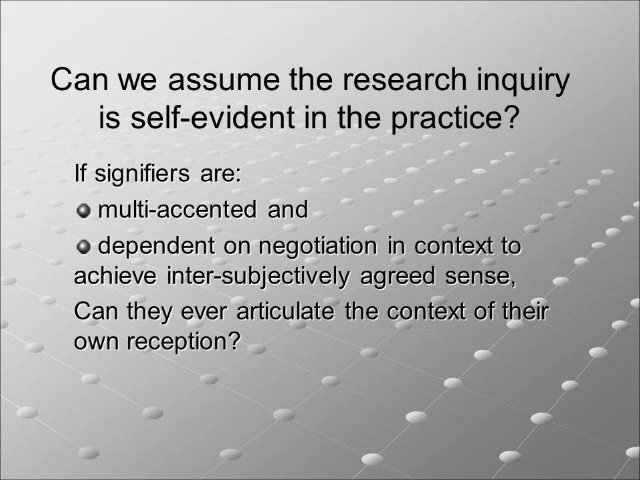 Can we assume the research inquiry
is self-evident in the practice?
If signifiers are:
multi-accented and
dependent on negotiation in context to
achieve inter-subjectively agreed sense,
Can they ever articulate the context of their
own reception?